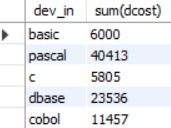 dev_in sum(dcost)
basic 6000
pascal 40413
c 5805
dbase 23536
cobol 11457